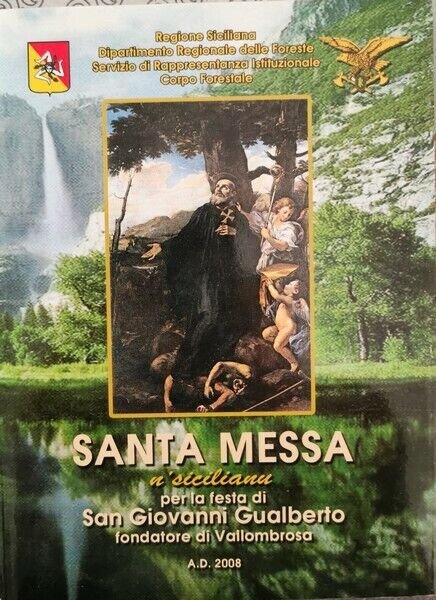 Regione Siciliana
Dipartimento Regionale delle Foreste
Servizio di Rappresentanza Istituzionale
Corpo Forestale
SANTA MESSA
n'sicilianu
per la festa di
San Giovanni Gualberto
fondatore di Vallombrosa
A.D. 2008